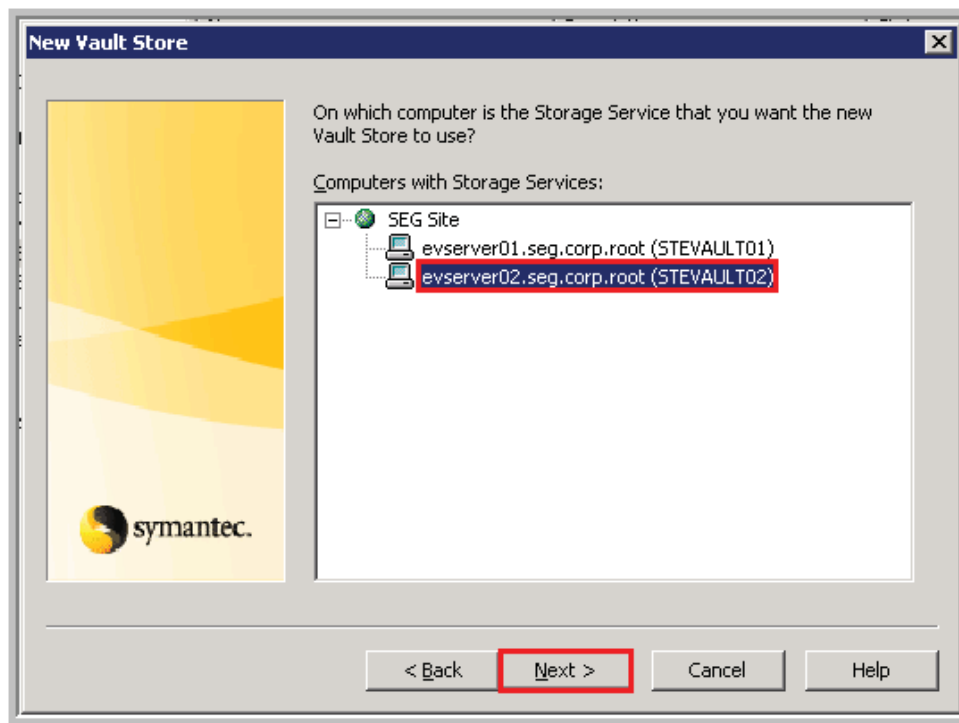 New Vault Store
On which computer is the Storage Service that you want the new
Vault Store to use?
Computers with Storage Services:
SEG Site
evserver01.seg.corp.root (STEVAULT01)
evserver02.seg.corp.root (STEVAULT02)
symantec.
< Back
Next >
Cancel
Help